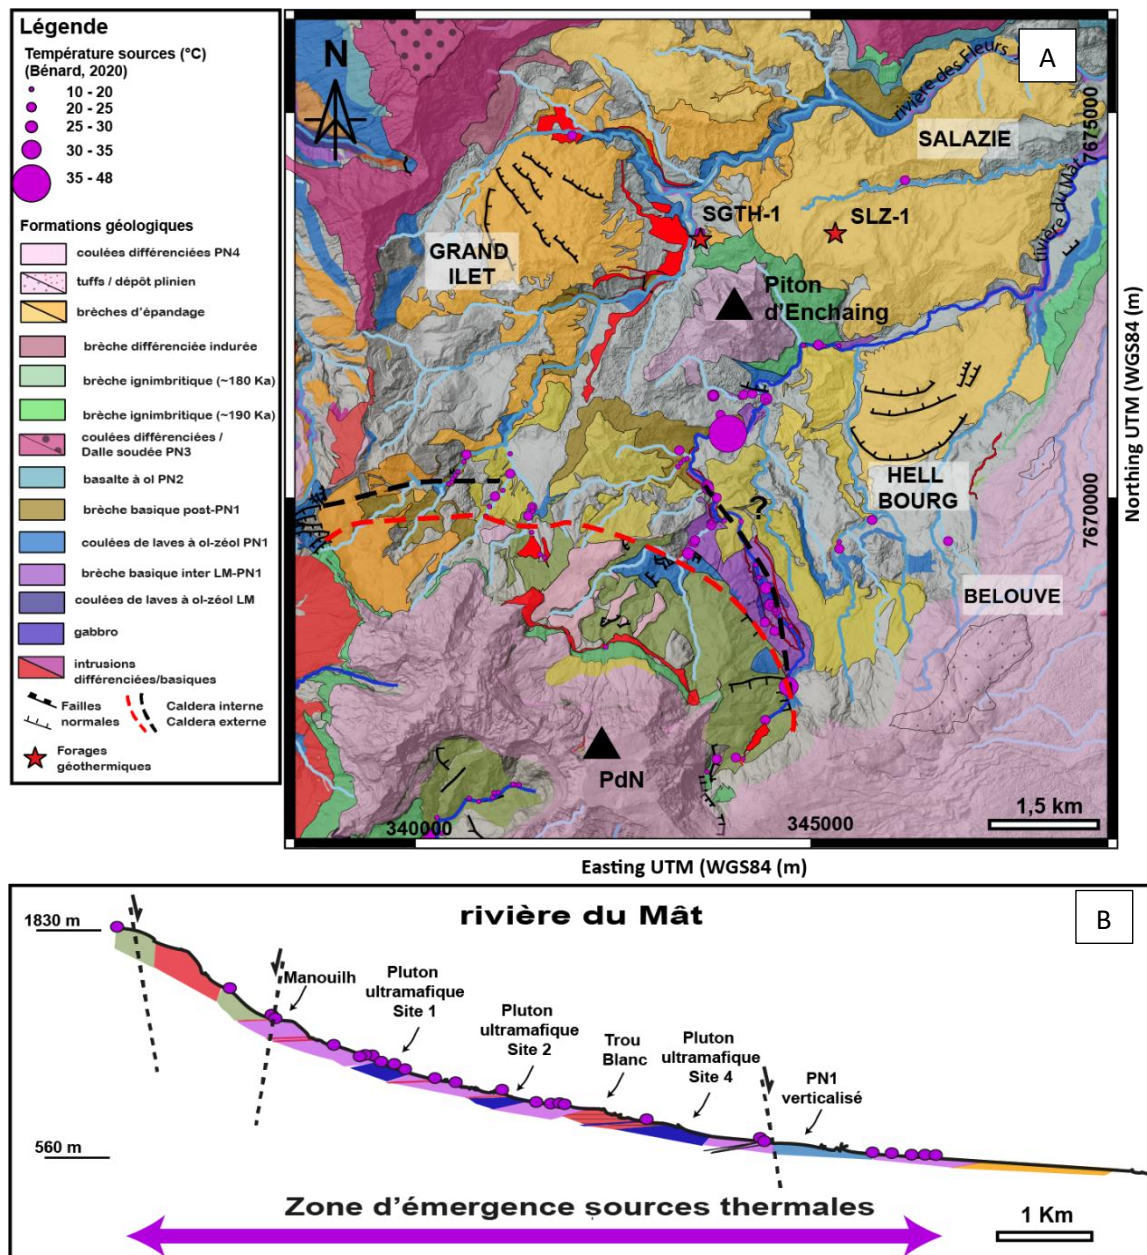 Légende
Température sources (°C)
(Bénard, 2020)
10 - 20
20 - 25
25 - 30
30 - 35
35 - 48
Formations géologiques
coulées différenciées PN4
tuffs / dépôt plinien
brèches d'épandage
brèche différenciée indurée
brèche ignimbritique (~180 Ka)
brèche ignimbritique (~190 Ka)
coulées différenciées /
Dalle soudée PN3
basalte à ol PN2
brèche basique post-PN1
coulées de laves à ol-zéol PN1
brèche basique inter LM-PN1
coulées de laves à ol-zéol LM
gabbro
intrusions
différenciées/basiques
Failles
normales
Caldera interne
Caldera externe
Forages
géothermiques
N
A
rivière des Fleurs
SALAZIE
rivière du Mât
SGTH-1
SLZ-1
GRAND
ILET
Piton
d'Enchaing
HELL
BOURG
?
BELOUVE
PdN
1,5 km
340000
345000
7675000
7670000
Northing UTM (WGS84 (m)
Easting UTM (WGS84 (m)
B
rivière du Mât
1830 m
560 m
Manouilh
Pluton
ultramafique
Site 1
Pluton
ultramafique
Site 2
Trou
Blanc
Pluton
ultramafique
Site 4
PN1
verticalisé
Zone d'émergence sources thermales
1 Km